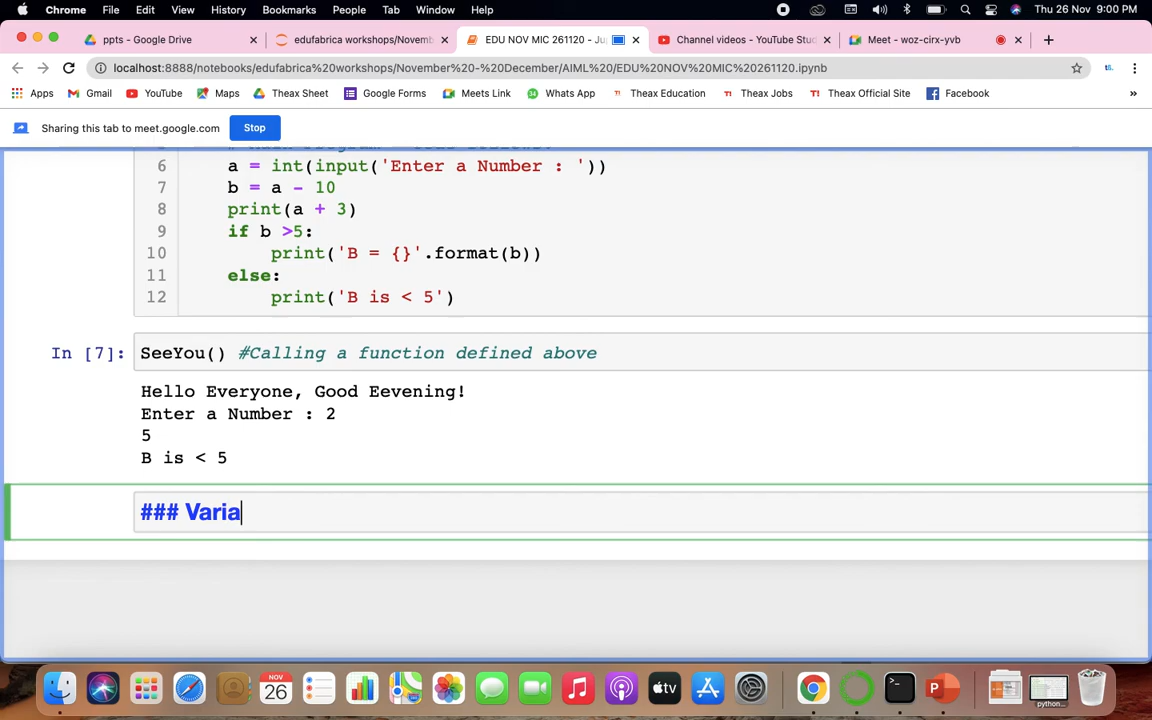 Chrome File Edit View History Bookmarks People Tab Window Help Thu 26 Nov 9:00 PM
ppts - Google Drive
edufabrica workshops/Novemb
EDU NOV MIC 261120 - Ju
Channel videos - YouTube Stu
Meet - woz-cirx-yvb
localhost:8888/notebooks/edufabrica%20workshops/November%20-%20December/AIML%20/EDU%20NOV%20MIC%20261120.ipynb
Apps Gmail YouTube Maps Theax Sheet Google Forms Meets Link Whats App Theax Education Theax Jobs Theax Official Site Facebook »
Sharing this tab to meet.google.com Stop
6 a = int(input('Enter a Number : '))
7 b = a - 10
8 print(a + 3)
9 if b >5:
10 print('B = {}'.format(b))
11 else:
12 print('B is < 5')
In [7]: SeeYou() #Calling a function defined above
Hello Everyone, Good Eevening!
Enter a Number : 2
5
B is < 5
### Varia
NOV
26
tv
python...